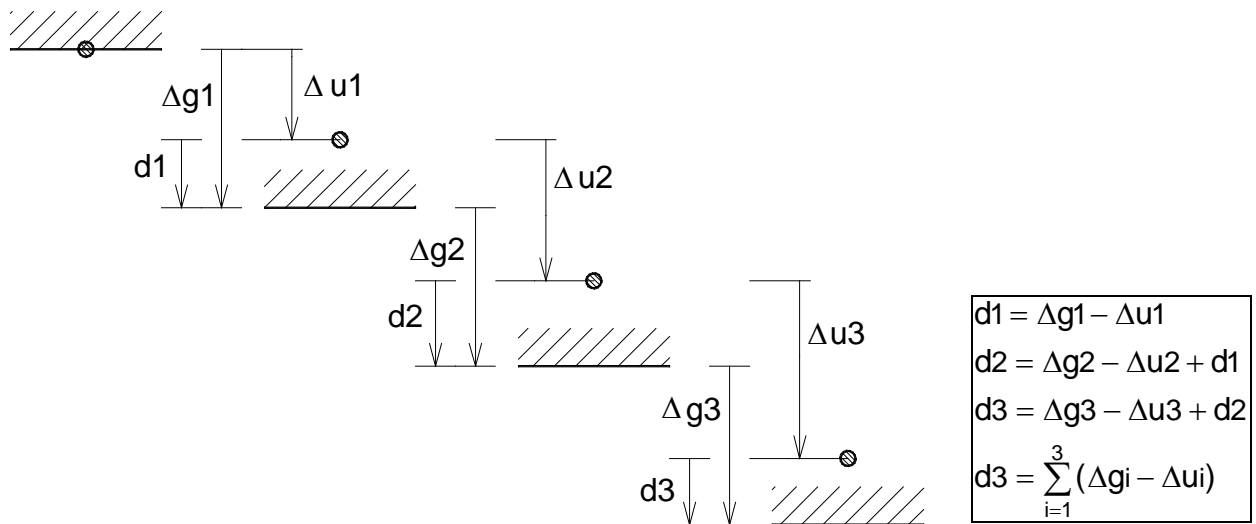 Δg1
Δ u1
d1
Δ u2
Δg2
d2
Δ u3
Δ g3
d3
d1 = Δg1 − Δu1
d2 = Δg2 − Δu2 + d1
d3 = Δg3 − Δu3 + d2
d3 = ∑_{i=1}^{3} (Δgi − Δui)